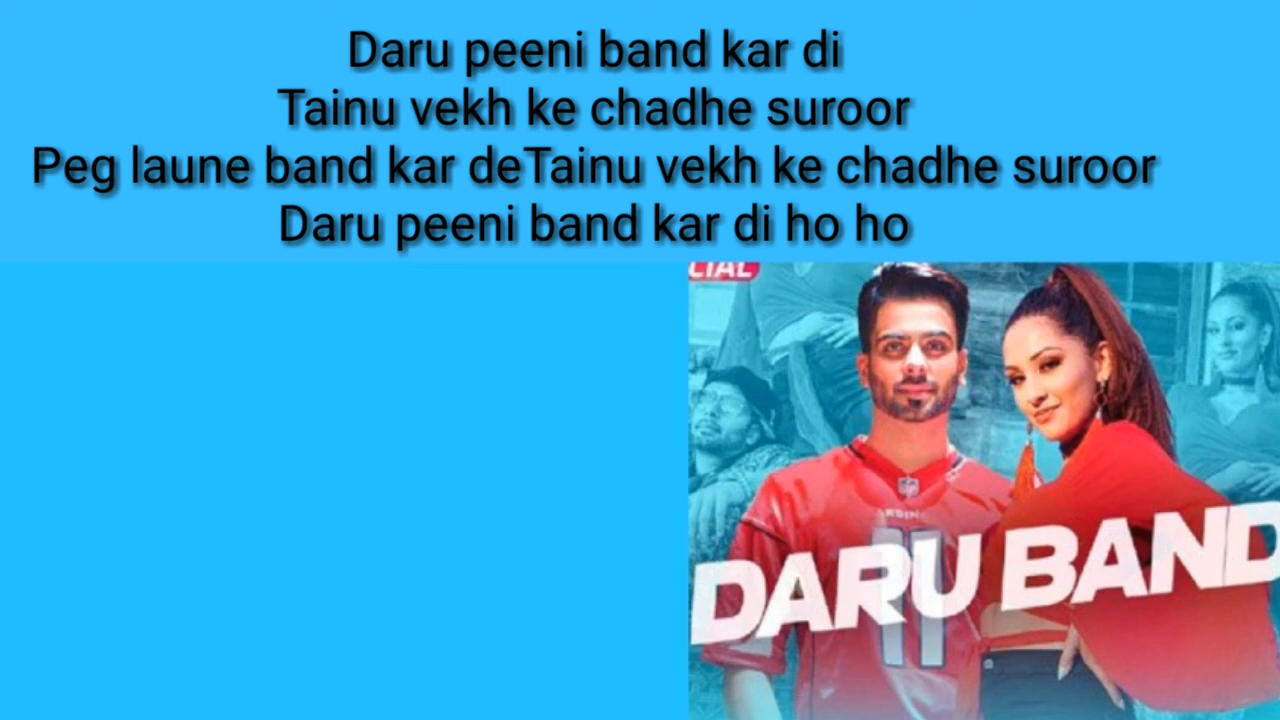 Daru peeni band kar di
Tainu vekh ke chadhe suroor
Peg laune band kar deTainu vekh ke chadhe suroor
Daru peeni band kar di ho ho
CIAL
11
DARU BAND